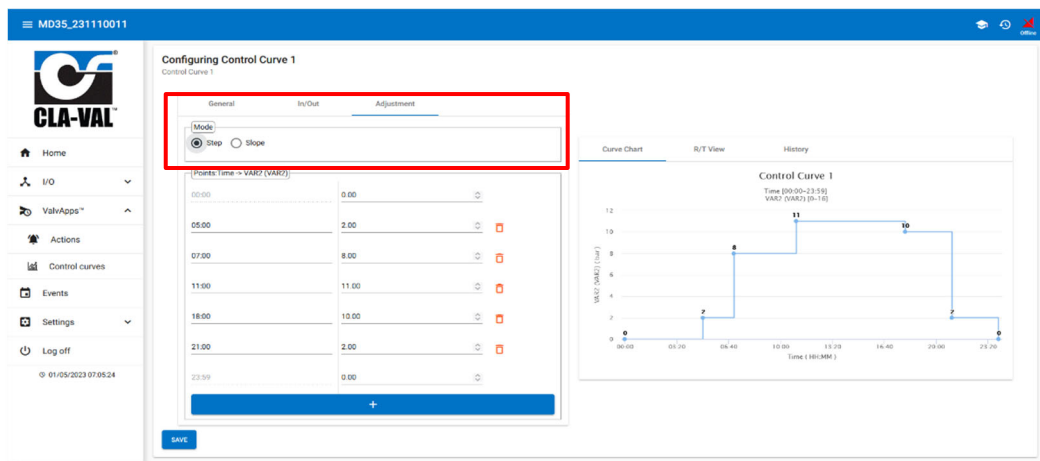 MD35_231110011
Offline
CLA-VAL™
Home
I/O
ValvApps™
Actions
Control curves
Events
Settings
Log off
01/05/2023 07:05:24
Configuring Control Curve 1
Control Curve 1
General In/Out Adjustment
Mode
Step Slope
Points:Time -> VAR2 (VAR2)
00:00 0.00
05:00 2.00
07:00 8.00
11:00 11.00
18:00 10.00
21:00 2.00
23:59 0.00
+
SAVE
Curve Chart R/T View History
Control Curve 1
Time [00:00-23:59]
VAR2 (VAR2) [0-16]
VAR2 (VAR2) ( bar )
12
10
8
6
4
2
0
0
2
8
11
10
2
0
00:00 03:20 06:40 10:00 13:20 16:40 20:00 23:20
Time ( HH:MM )